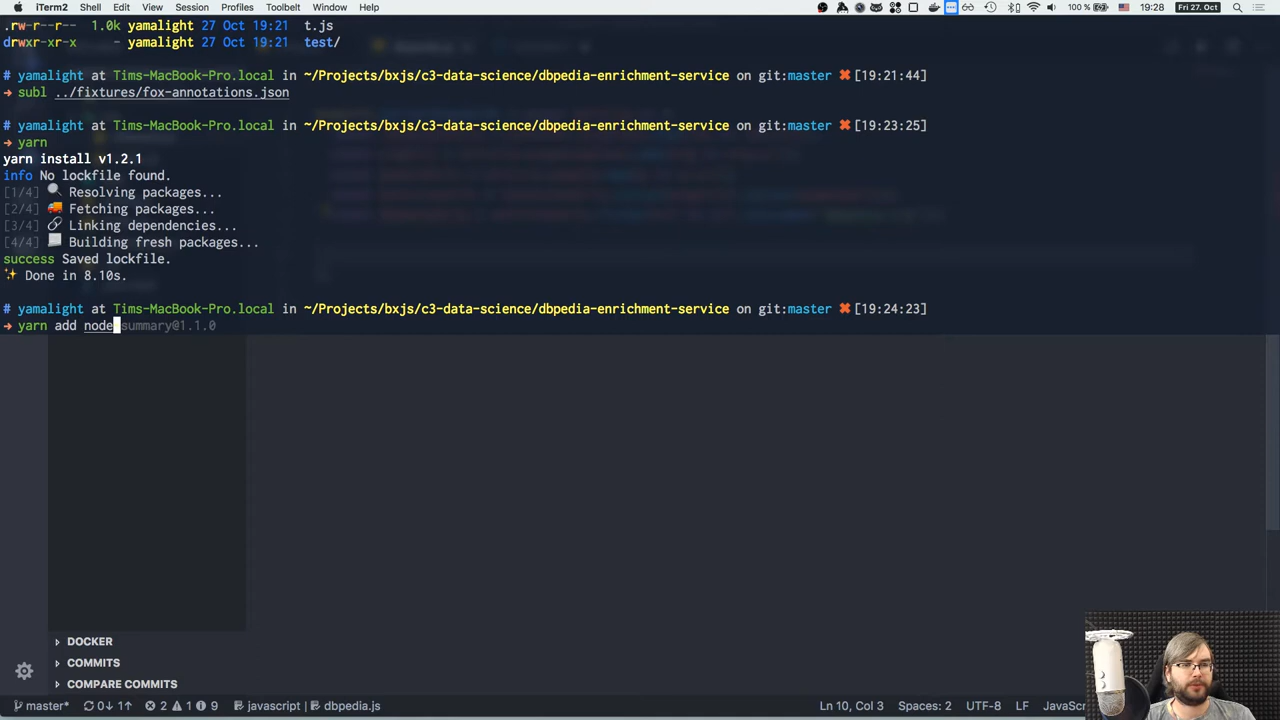 iTerm2 Shell Edit View Session Profiles Toolbelt Window Help 100 % 19:28 Fri 27. Oct
.rw-r--r-- 1.0k yamalight 27 Oct 19:21 t.js
drwxr-xr-x - yamalight 27 Oct 19:21 test/
# yamalight at Tims-MacBook-Pro.local in ~/Projects/bxjs/c3-data-science/dbpedia-enrichment-service on git:master ✖ [19:21:44]
→ subl ../fixtures/fox-annotations.json
# yamalight at Tims-MacBook-Pro.local in ~/Projects/bxjs/c3-data-science/dbpedia-enrichment-service on git:master ✖ [19:23:25]
→ yarn
yarn install v1.2.1
info No lockfile found.
[1/4] 🔍 Resolving packages...
[2/4] 🚚 Fetching packages...
[3/4] 🔗 Linking dependencies...
[4/4] 📃 Building fresh packages...
success Saved lockfile.
✨ Done in 8.10s.
# yamalight at Tims-MacBook-Pro.local in ~/Projects/bxjs/c3-data-science/dbpedia-enrichment-service on git:master ✖ [19:24:23]
→ yarn add node summary@1.1.0
DOCKER
COMMITS
COMPARE COMMITS
master* 0↓ 1↑ 2 1 9 javascript | dbpedia.js Ln 10, Col 3 Spaces: 2 UTF-8 LF